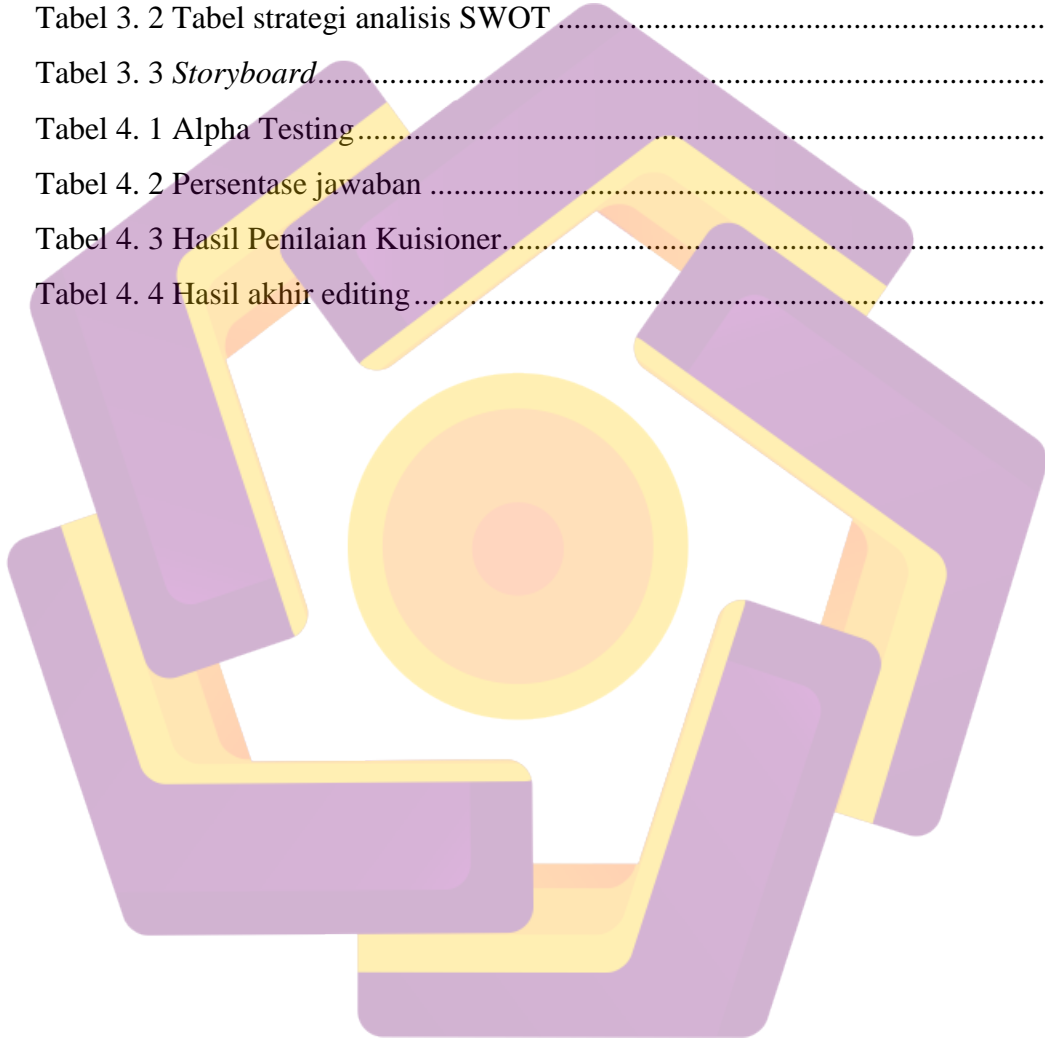 Tabel 3. 2 Tabel strategi analisis SWOT ............................................................
Tabel 3. 3 Storyboard...........................................................................................
Tabel 4. 1 Alpha Testing......................................................................................
Tabel 4. 2 Persentase jawaban .............................................................................
Tabel 4. 3 Hasil Penilaian Kuisioner....................................................................
Tabel 4. 4 Hasil akhir editing...............................................................................